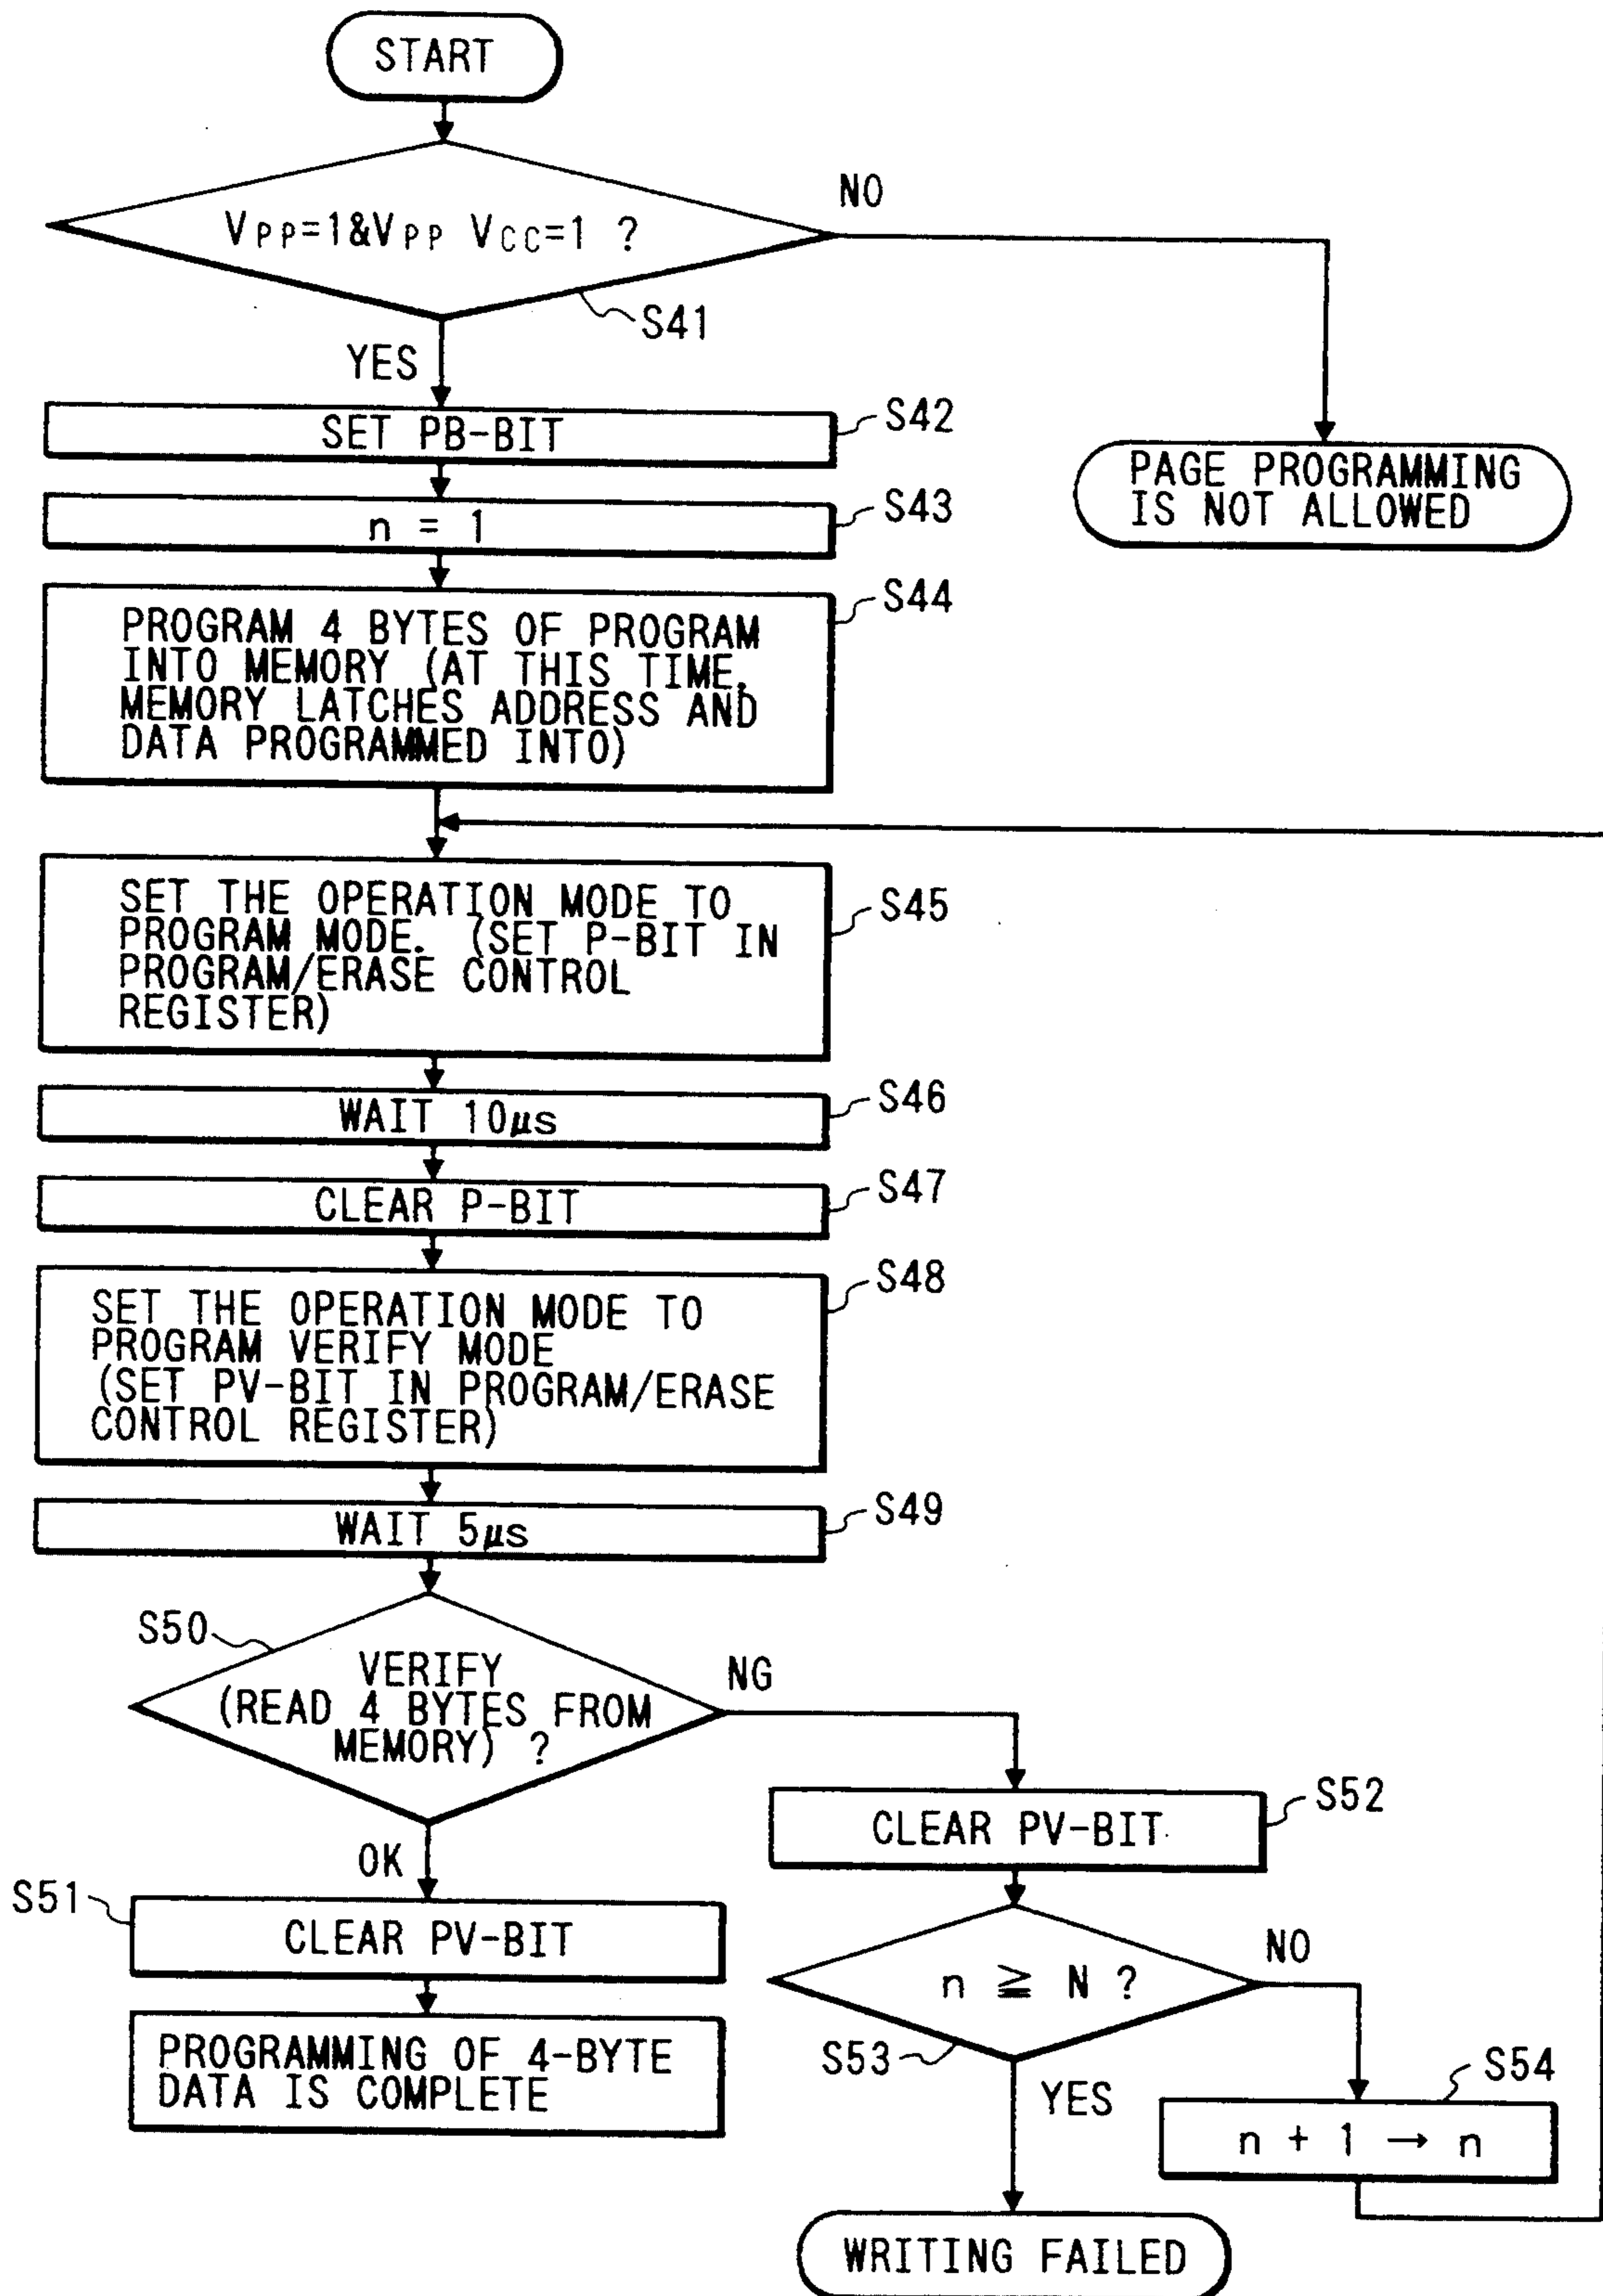 START
VPP=1&VPP VCC=1 ?
NO
S41
YES
SET PB-BIT
S42
n = 1
S43
PAGE PROGRAMMING
IS NOT ALLOWED
S44
PROGRAM 4 BYTES OF PROGRAM
INTO MEMORY (AT THIS TIME,
MEMORY LATCHES ADDRESS AND
DATA PROGRAMMED INTO)
S45
SET THE OPERATION MODE TO
PROGRAM MODE. (SET P-BIT IN
PROGRAM/ERASE CONTROL
REGISTER)
WAIT 10μs
S46
CLEAR P-BIT
S47
S48
SET THE OPERATION MODE TO
PROGRAM VERIFY MODE
(SET PV-BIT IN PROGRAM/ERASE
CONTROL REGISTER)
WAIT 5μs
S49
S50
VERIFY
(READ 4 BYTES FROM
MEMORY) ?
NG
OK
S52
CLEAR PV-BIT
S51
CLEAR PV-BIT
n ≧ N ?
NO
S53
YES
PROGRAMMING OF 4-BYTE
DATA IS COMPLETE
S54
n + 1 → n
WRITING FAILED